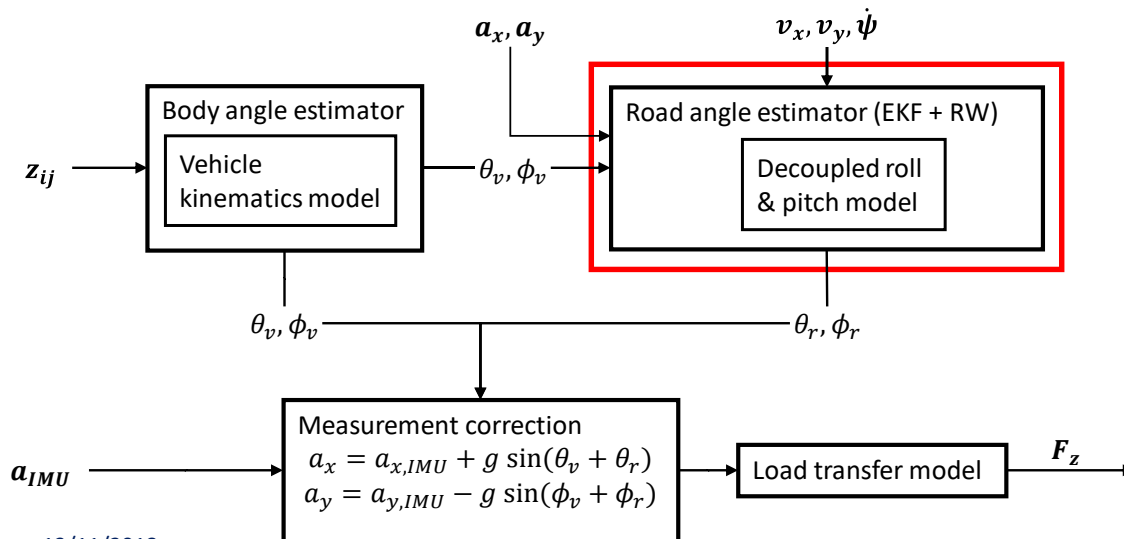 a_x, a_y
v_x, v_y, ψ̇
Body angle estimator
Vehicle
kinematics model
Road angle estimator (EKF + RW)
Decoupled roll
& pitch model
z_ij
θ_v, ϕ_v
θ_v, ϕ_v
θ_r, ϕ_r
Measurement correction
a_x = a_x,IMU + g sin(θ_v + θ_r)
a_y = a_y,IMU − g sin(ϕ_v + ϕ_r)
a_IMU
Load transfer model
F_z